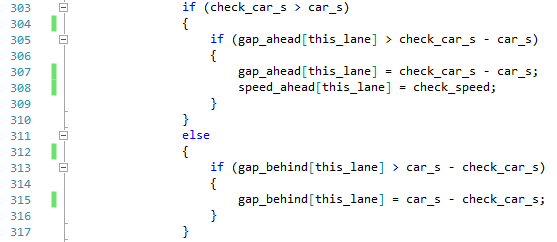 303 if (check_car_s > car_s)
304 {
305 if (gap_ahead[this_lane] > check_car_s - car_s)
306 {
307 gap_ahead[this_lane] = check_car_s - car_s;
308 speed_ahead[this_lane] = check_speed;
309 }
310 }
311 else
312 {
313 if (gap_behind[this_lane] > car_s - check_car_s)
314 {
315 gap_behind[this_lane] = car_s - check_car_s;
316 }
317 }